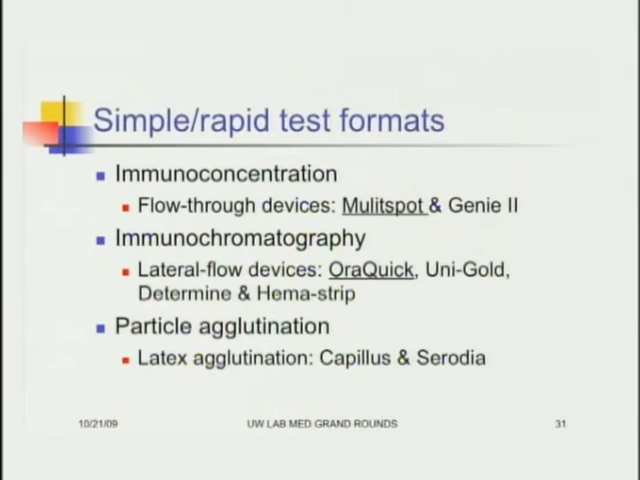 Simple/rapid test formats
Immunoconcentration
Flow-through devices: Mulitspot & Genie II
Immunochromatography
Lateral-flow devices: OraQuick, Uni-Gold,
Determine & Hema-strip
Particle agglutination
Latex agglutination: Capillus & Serodia
10/21/09
UW LAB MED GRAND ROUNDS
31